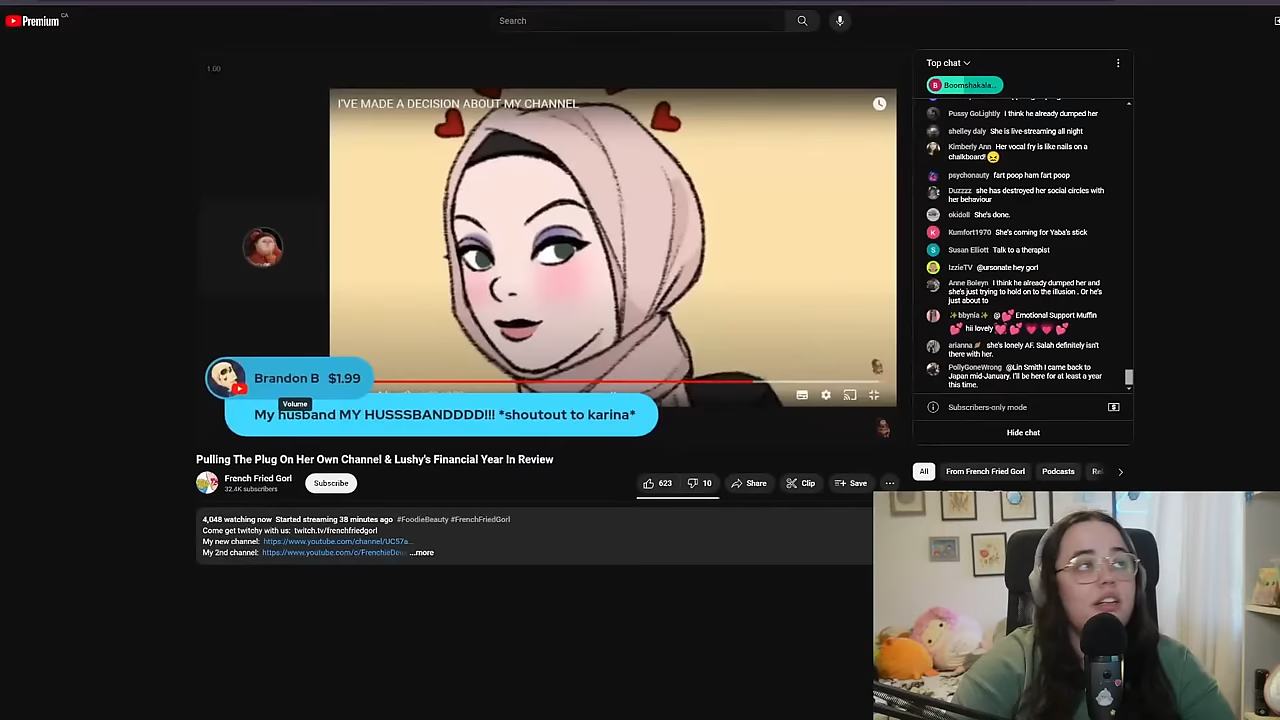 Premium
CA
Search
1.00
I'VE MADE A DECISION ABOUT MY CHANNEL
Brandon B $1.99
Volume
My husband MY HUSSSBANDDDD!!! *shoutout to karina*
Pulling The Plug On Her Own Channel & Lushy's Financial Year In Review
French Fried Gorl
32.4K subscribers
Subscribe
623
10
Share
Clip
Save
...
4,048 watching now Started streaming 38 minutes ago #FoodieBeauty #FrenchFriedGorl
Come get twitchy with us: twitch.tv/frenchfriedgorl
My new channel: https://www.youtube.com/channel/UC57a...
My 2nd channel: https://www.youtube.com/c/FrenchieDeu ...more
Top chat
B Boomshakala...
Pussy GoLightly I think he already dumped her
shelley daly She is live-streaming all night
Kimberly Ann Her vocal fry is like nails on a
chalkboard!
psychonauty fart poop ham fart poop
Duzzzz she has destroyed her social circles with
her behaviour
okidoll She's done.
K Kumfort1970 She's coming for Yaba's stick
S Susan Elliott Talk to a therapist
IzzieTV @ursonate hey gorl
Anne Boleyn I think he already dumped her and
she's just trying to hold on to the illusion . Or he's
just about to
✨bbynia✨ @💕 Emotional Support Muffin
💕 hii lovely 💓 💕 💗 💗 💕
arianna she's lonely AF. Salah definitely isn't
there with her.
PollyGoneWrong @Lin Smith I came back to
Japan mid-January. I'll be here for at least a year
this time.
Subscribers-only mode
Hide chat
All
From French Fried Gorl
Podcasts
Re